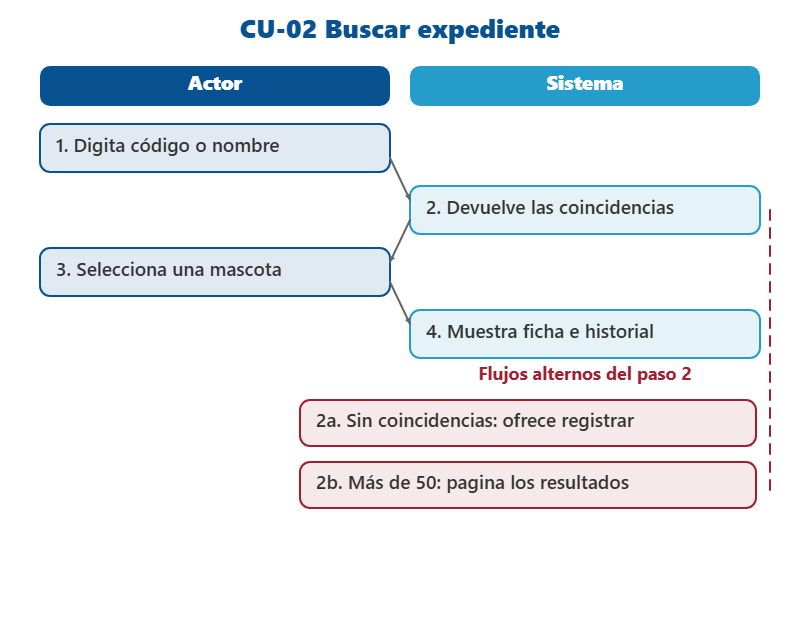 CU-02 Buscar expediente
Actor
Sistema
1. Digita código o nombre
2. Devuelve las coincidencias
3. Selecciona una mascota
4. Muestra ficha e historial
Flujos alternos del paso 2
2a. Sin coincidencias: ofrece registrar
2b. Más de 50: pagina los resultados